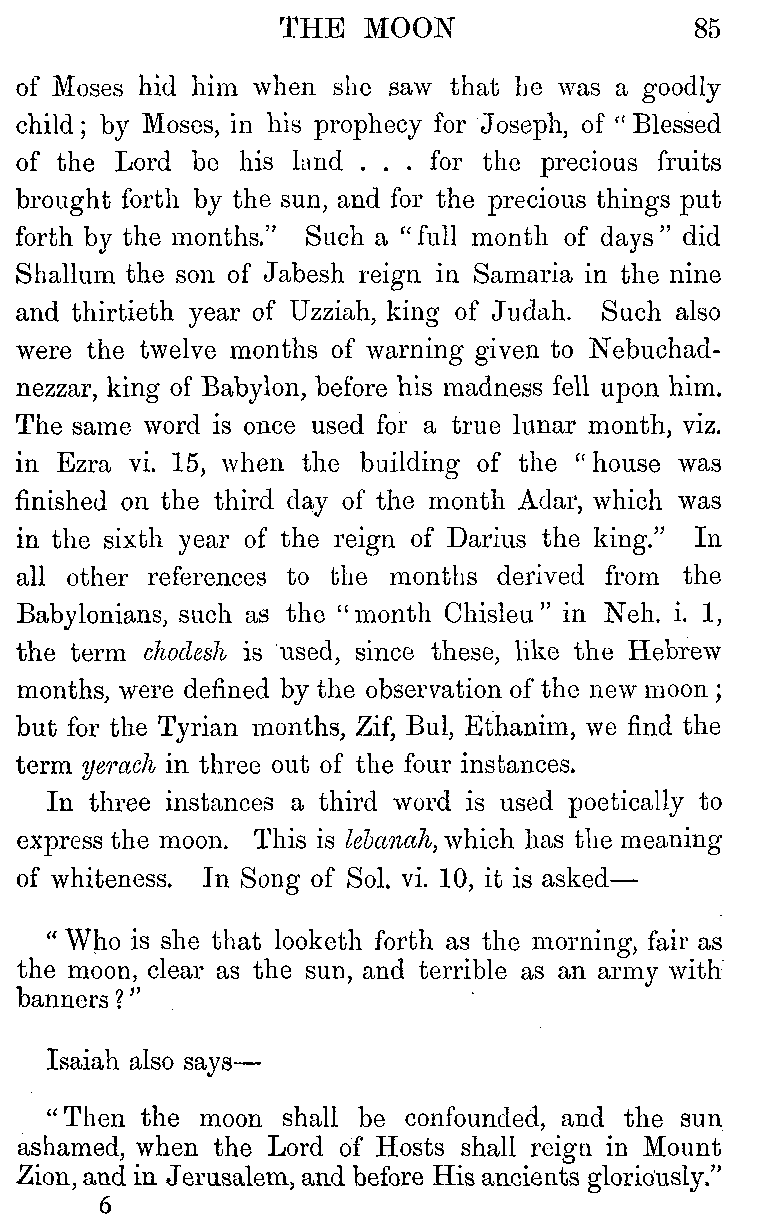 THE MOON 85
of Moses hid him when she saw that he was a goodly
child; by Moses, in his prophecy for Joseph, of “Blessed
of the Lord be his land . . . for the precious fruits
brought forth by the sun, and for the precious things put
forth by the months.” Such a “full month of days” did
Shallum the son of Jabesh reign in Samaria in the nine
and thirtieth year of Uzziah, king of Judah. Such also
were the twelve months of warning given to Nebuchad-
nezzar, king of Babylon, before his madness fell upon him.
The same word is once used for a true lunar month, viz.
in Ezra vi. 15, when the building of the “house was
finished on the third day of the month Adar, which was
in the sixth year of the reign of Darius the king.” In
all other references to the months derived from the
Babylonians, such as the “month Chisleu” in Neh. i. 1,
the term chodesh is used, since these, like the Hebrew
months, were defined by the observation of the new moon;
but for the Tyrian months, Zif, Bul, Ethanim, we find the
term yerach in three out of the four instances.
In three instances a third word is used poetically to
express the moon. This is lebanah, which has the meaning
of whiteness. In Song of Sol. vi. 10, it is asked—
“Who is she that looketh forth as the morning, fair as
the moon, clear as the sun, and terrible as an army with
banners?”
Isaiah also says—
“Then the moon shall be confounded, and the sun
ashamed, when the Lord of Hosts shall reign in Mount
Zion, and in Jerusalem, and before His ancients gloriously.”
6